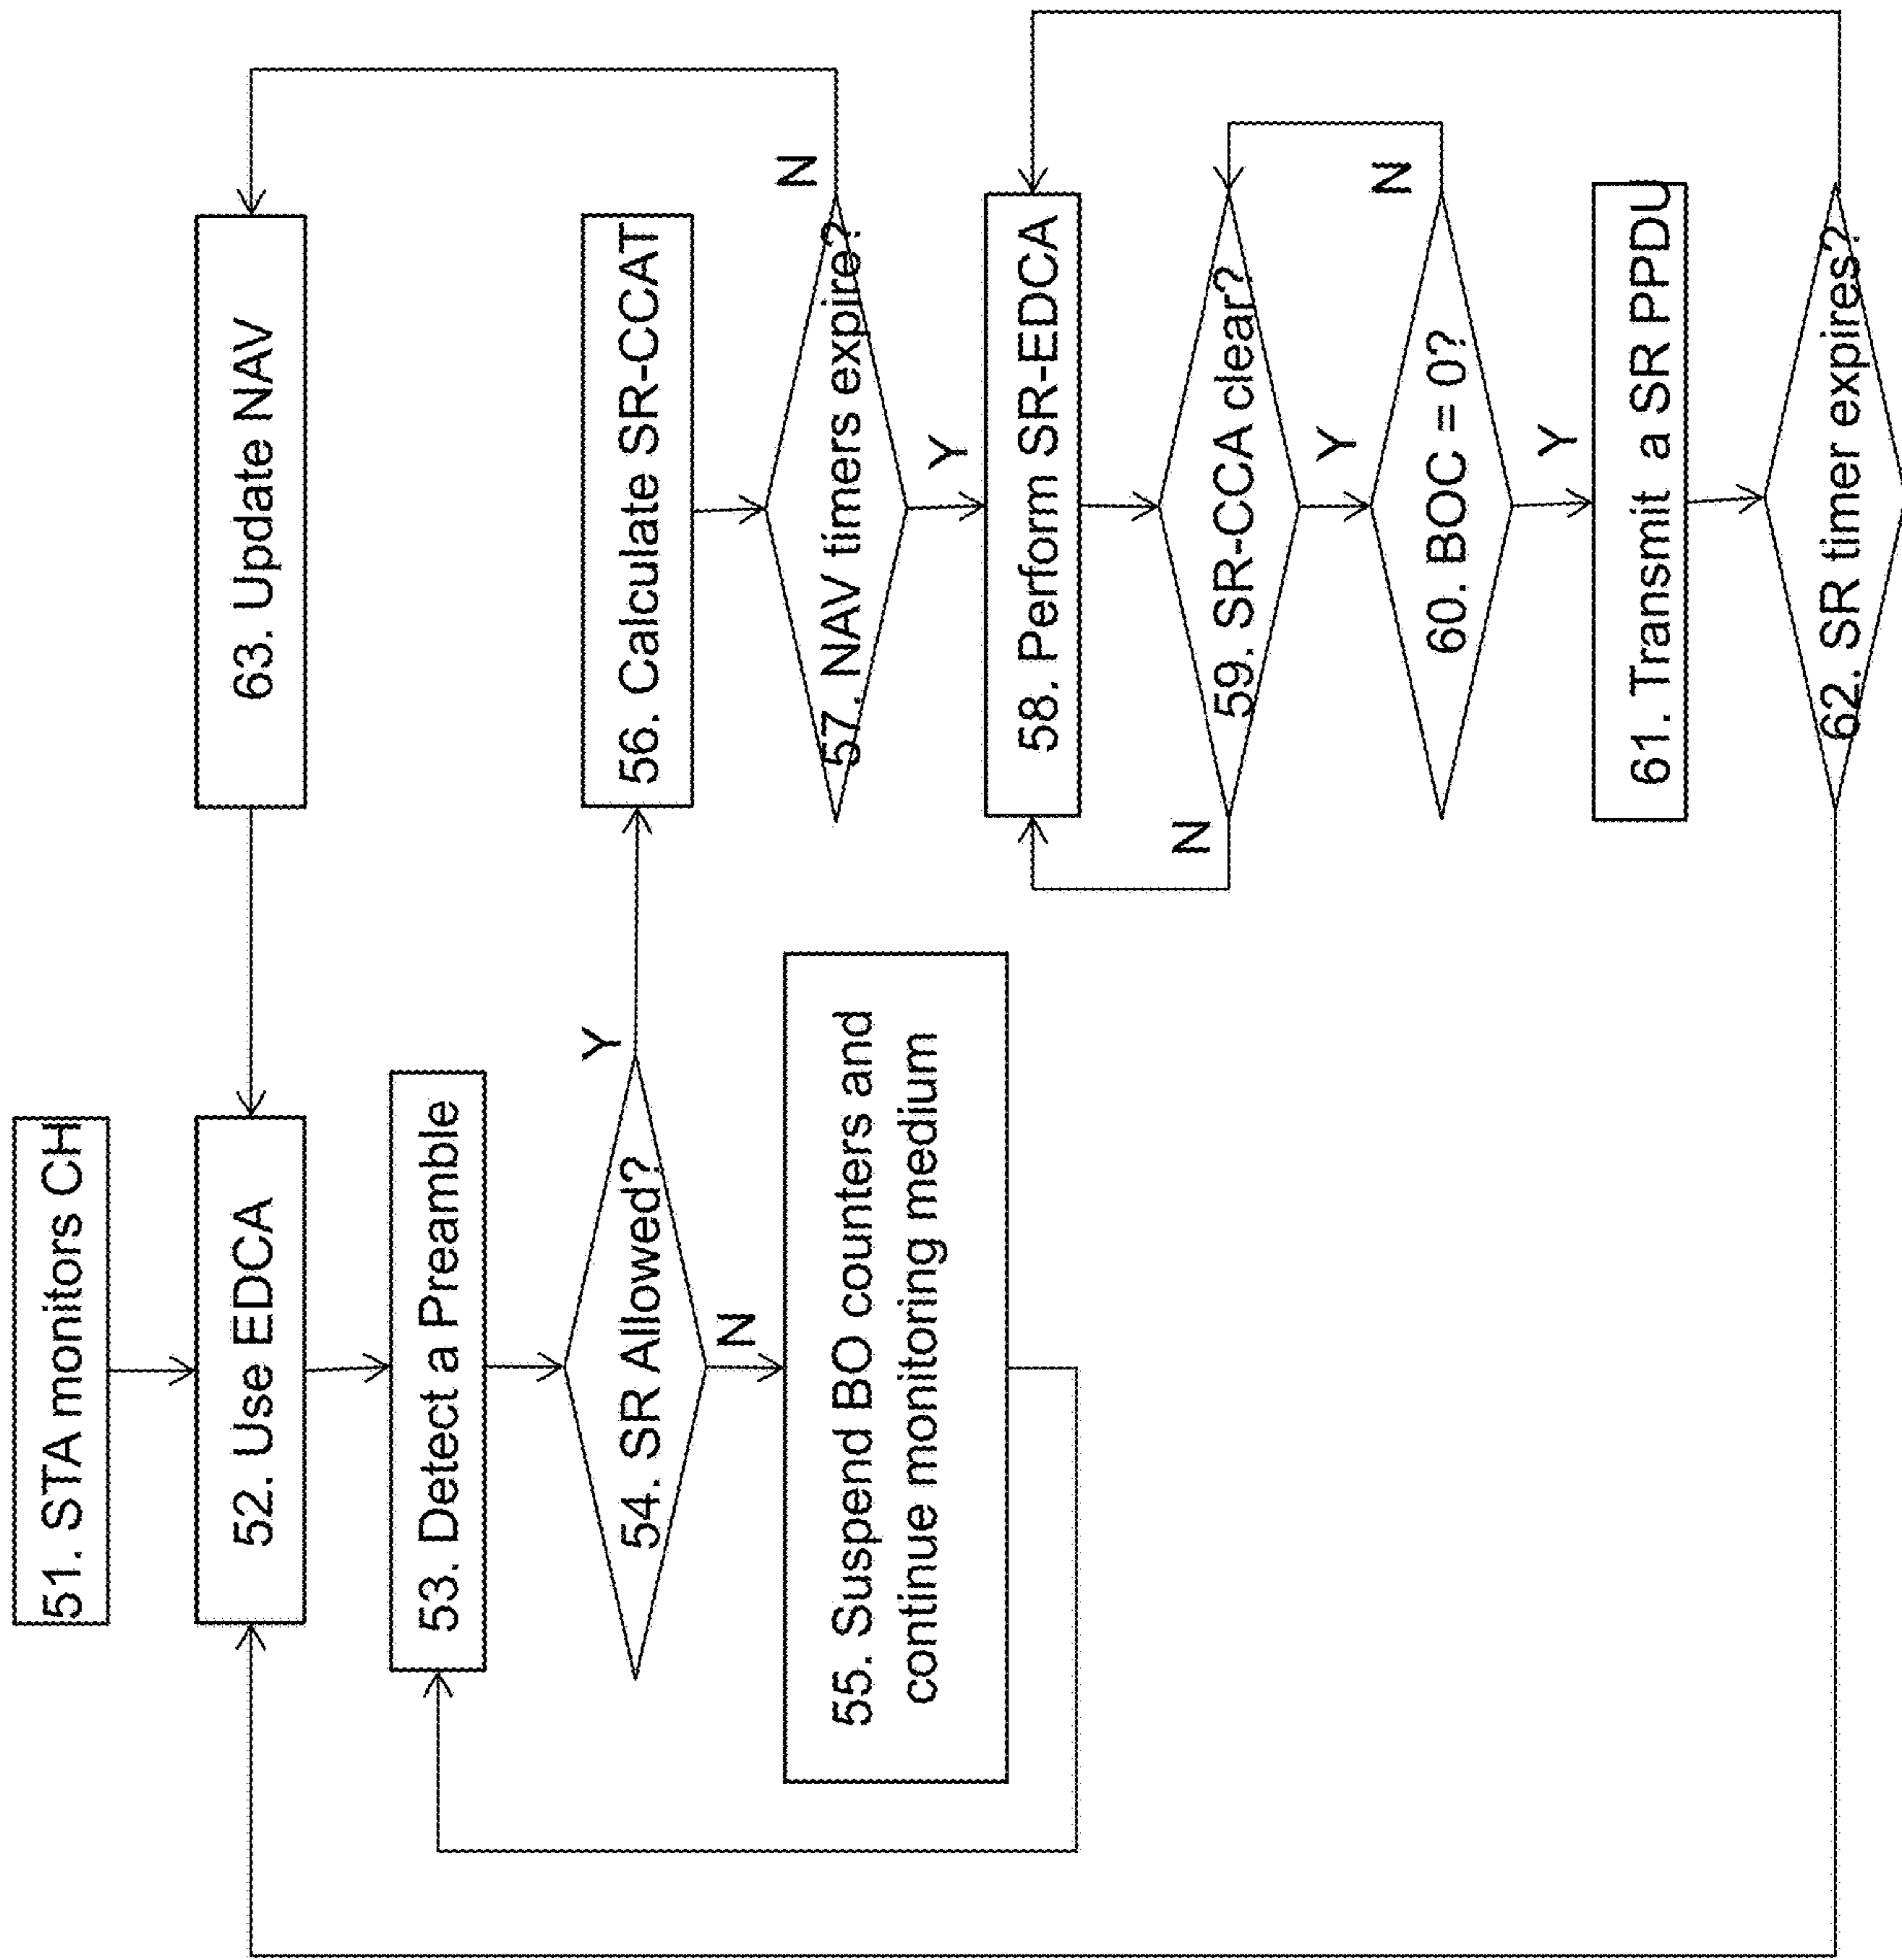 51. STA monitors CH
52. Use EDCA
53. Detect a Preamble
54. SR Allowed?
Y
N
55. Suspend BO counters and
continue monitoring medium
63. Update NAV
56. Calculate SR-CCAT
57. NAV timers expire?
N
Y
58. Perform SR-EDCA
59. SR-CCA clear?
N
Y
60. BOC = 0?
N
Y
61. Transmit a SR PPDU
62. SR timer expires?